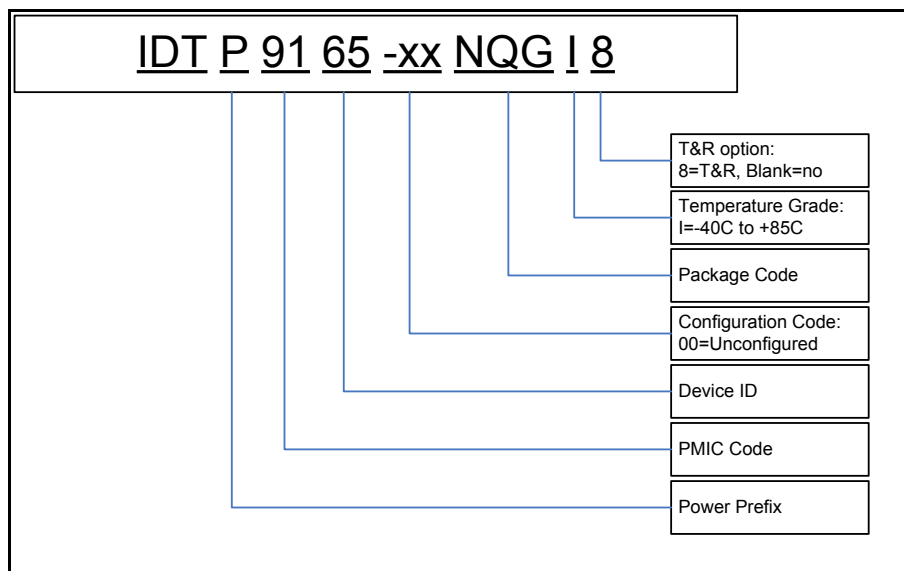 IDT P 91 65 -xx NQG I 8
T&R option:
8=T&R, Blank=no
Temperature Grade:
I=-40C to +85C
Package Code
Configuration Code:
00=Unconfigured
Device ID
PMIC Code
Power Prefix